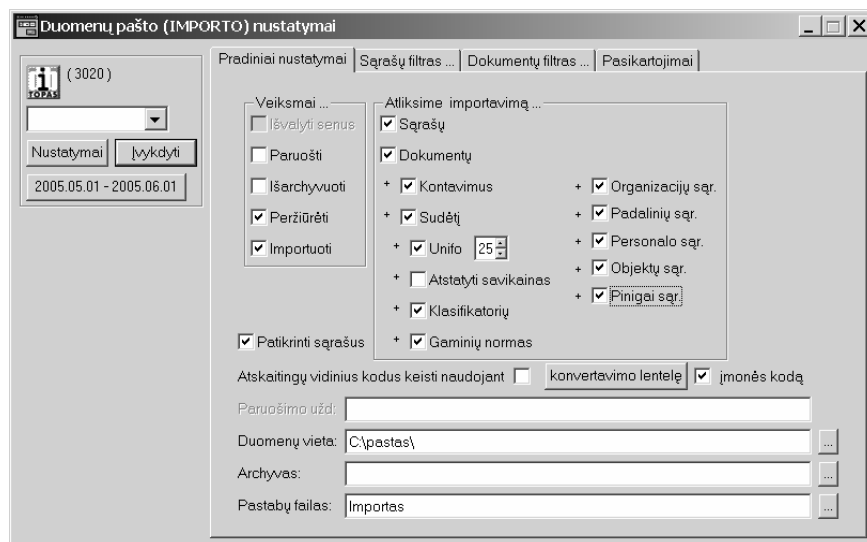 Duomenų pašto (IMPORTO) nustatymai
i
TOPAS
( 3020 )
Nustatymai
Įvykdyti
2005.05.01 - 2005.06.01
Pradiniai nustatymai
Sąrašų filtras ...
Dokumentų filtras ...
Pasikartojimai
Veiksmai ...
Išvalyti senus
Paruošti
Išarchyvuoti
Peržiūrėti
Importuoti
Patikrinti sąrašus
Atliksime importavimą ...
Sąrašų
Dokumentų
+ Kontavimus
+ Sudėtį
+ Unifo 25
+ Atstatyti savikainas
+ Klasifikatorių
+ Gaminių normas
+ Organizacijų sąr.
+ Padalinių sąr.
+ Personalo sąr.
+ Objektų sąr.
+ Pinigai sąr.
Atskaitingų vidinius kodus keisti naudojant konvertavimo lentelę įmonės kodą
Paruošimo užd:
Duomenų vieta: C:\pastas\ ...
Archyvas: ...
Pastabų failas: Importas ...